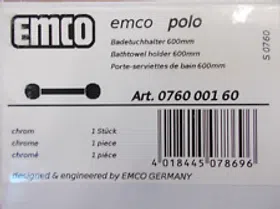 EMCO
emco polo
Badetuchhalter 600mm
Bathtowel holder 600mm
Porte-serviettes de bain 600mm
S 0760
Art. 0760 001 60
chrom 1 Stück
chrome 1 piece
chromé 1 pièce
4 018445 078696
designed & engineered by EMCO GERMANY